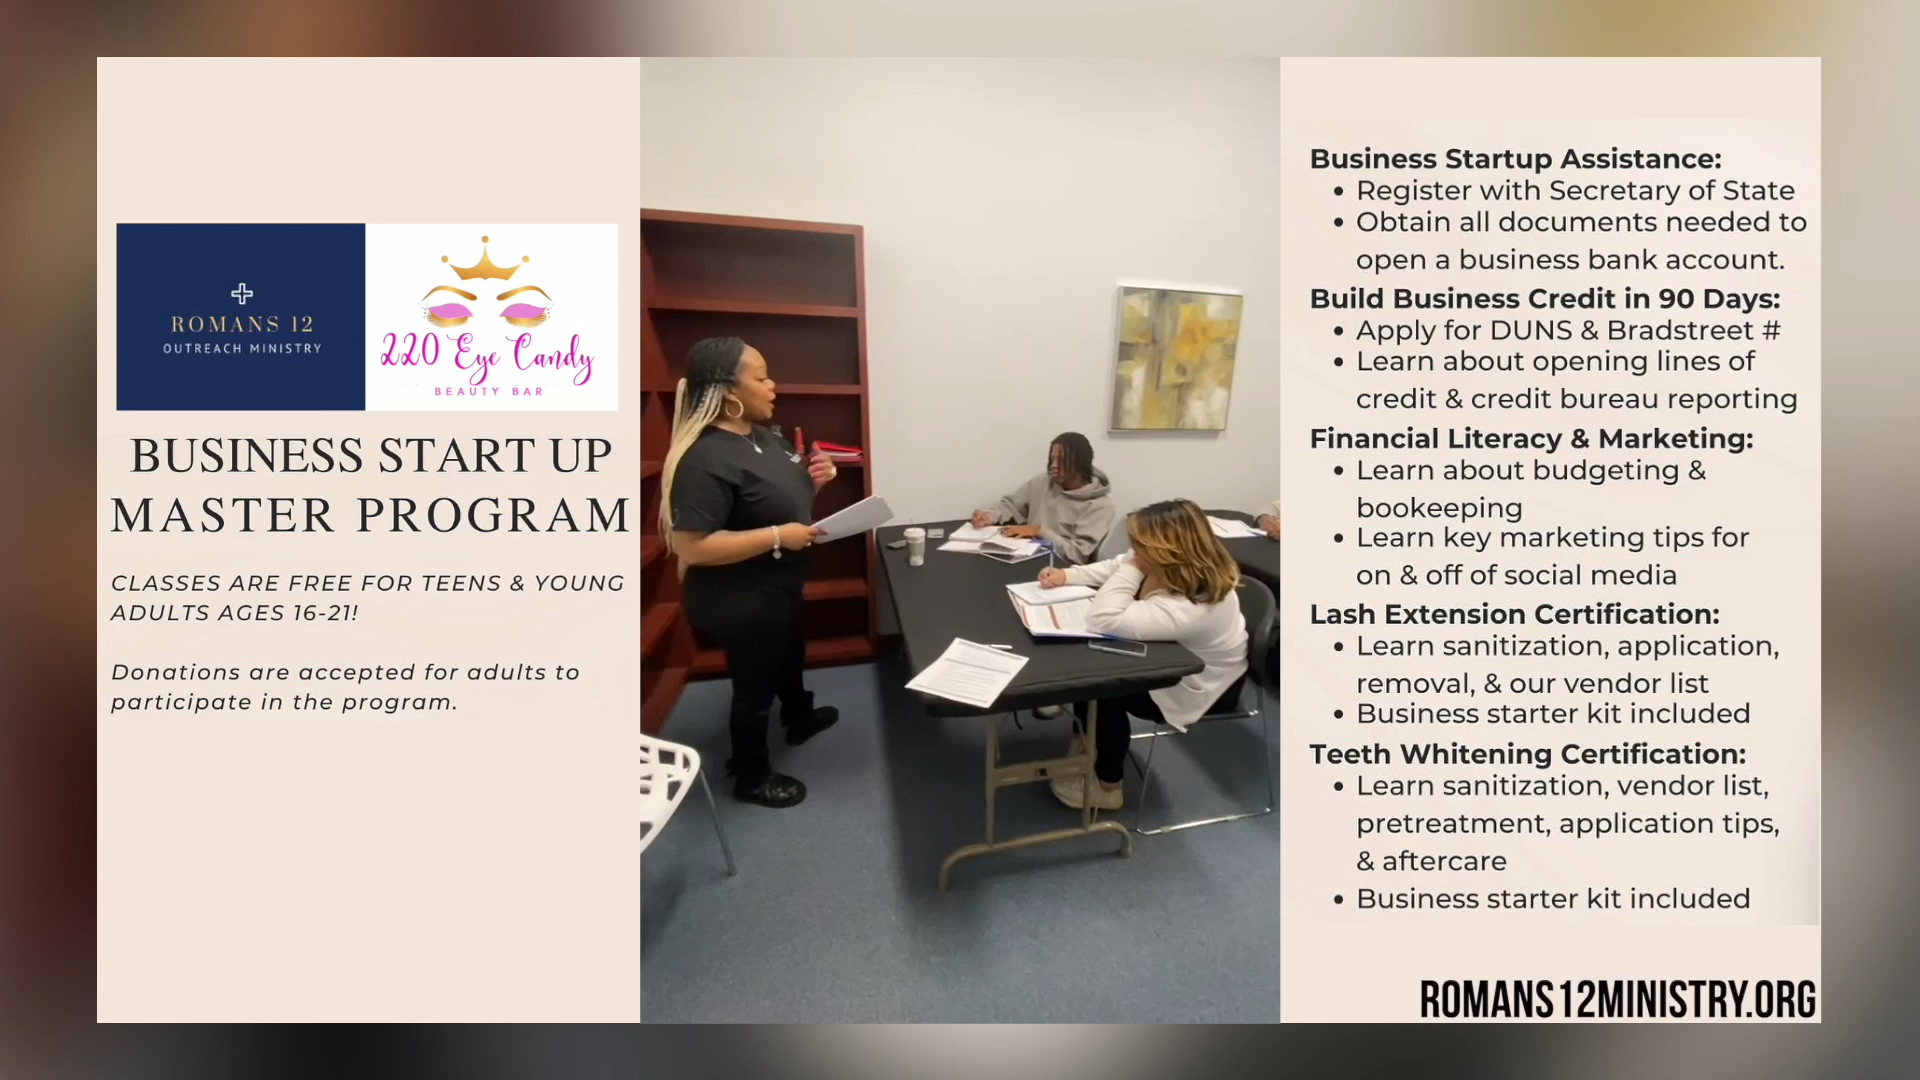 ROMANS 12
OUTREACH MINISTRY
220 Eye Candy
BEAUTY BAR
BUSINESS START UP
MASTER PROGRAM
CLASSES ARE FREE FOR TEENS & YOUNG
ADULTS AGES 16-21!
Donations are accepted for adults to
participate in the program.
Business Startup Assistance:
• Register with Secretary of State
• Obtain all documents needed to
open a business bank account.
Build Business Credit in 90 Days:
• Apply for DUNS & Bradstreet #
• Learn about opening lines of
credit & credit bureau reporting
Financial Literacy & Marketing:
• Learn about budgeting &
bookeeping
• Learn key marketing tips for
on & off of social media
Lash Extension Certification:
• Learn sanitization, application,
removal, & our vendor list
• Business starter kit included
Teeth Whitening Certification:
• Learn sanitization, vendor list,
pretreatment, application tips,
& aftercare
• Business starter kit included
ROMANS12MINISTRY.ORG